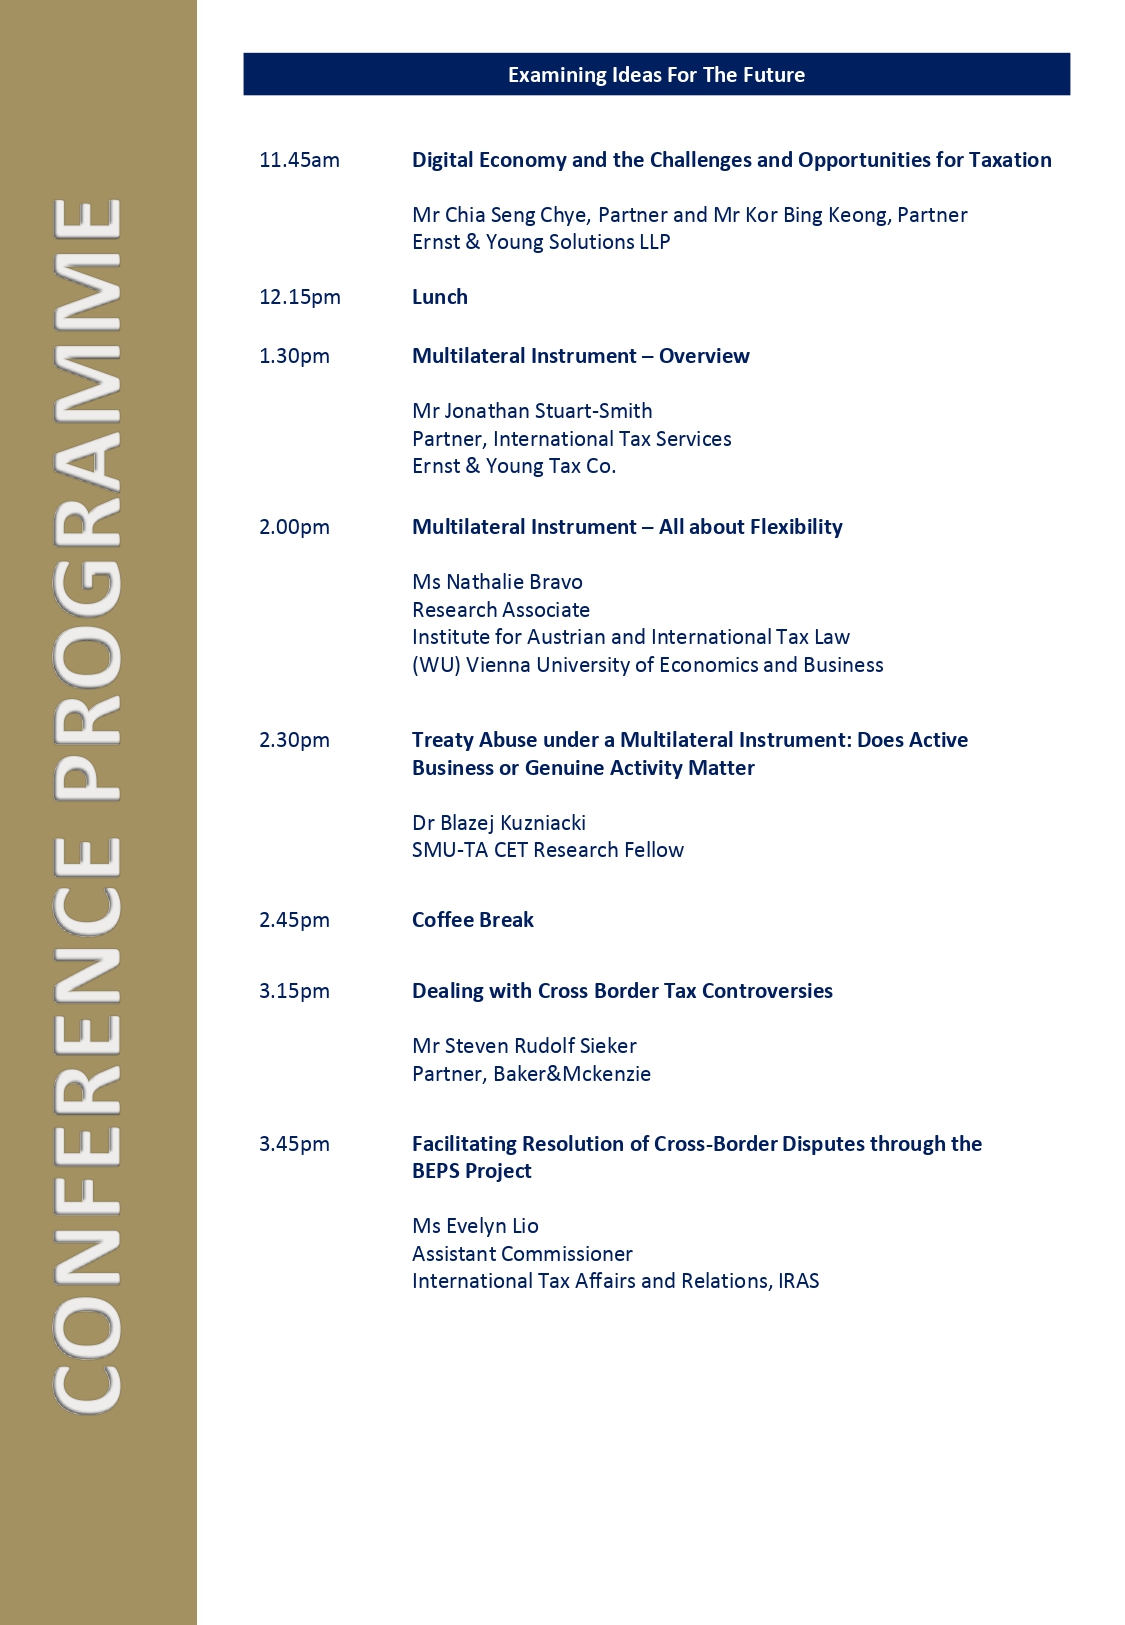 CONFERENCE PROGRAMME
Examining Ideas For The Future
11.45am Digital Economy and the Challenges and Opportunities for Taxation
Mr Chia Seng Chye, Partner and Mr Kor Bing Keong, Partner
Ernst & Young Solutions LLP
12.15pm Lunch
1.30pm Multilateral Instrument – Overview
Mr Jonathan Stuart-Smith
Partner, International Tax Services
Ernst & Young Tax Co.
2.00pm Multilateral Instrument – All about Flexibility
Ms Nathalie Bravo
Research Associate
Institute for Austrian and International Tax Law
(WU) Vienna University of Economics and Business
2.30pm Treaty Abuse under a Multilateral Instrument: Does Active
Business or Genuine Activity Matter
Dr Blazej Kuzniacki
SMU-TA CET Research Fellow
2.45pm Coffee Break
3.15pm Dealing with Cross Border Tax Controversies
Mr Steven Rudolf Sieker
Partner, Baker&Mckenzie
3.45pm Facilitating Resolution of Cross-Border Disputes through the
BEPS Project
Ms Evelyn Lio
Assistant Commissioner
International Tax Affairs and Relations, IRAS